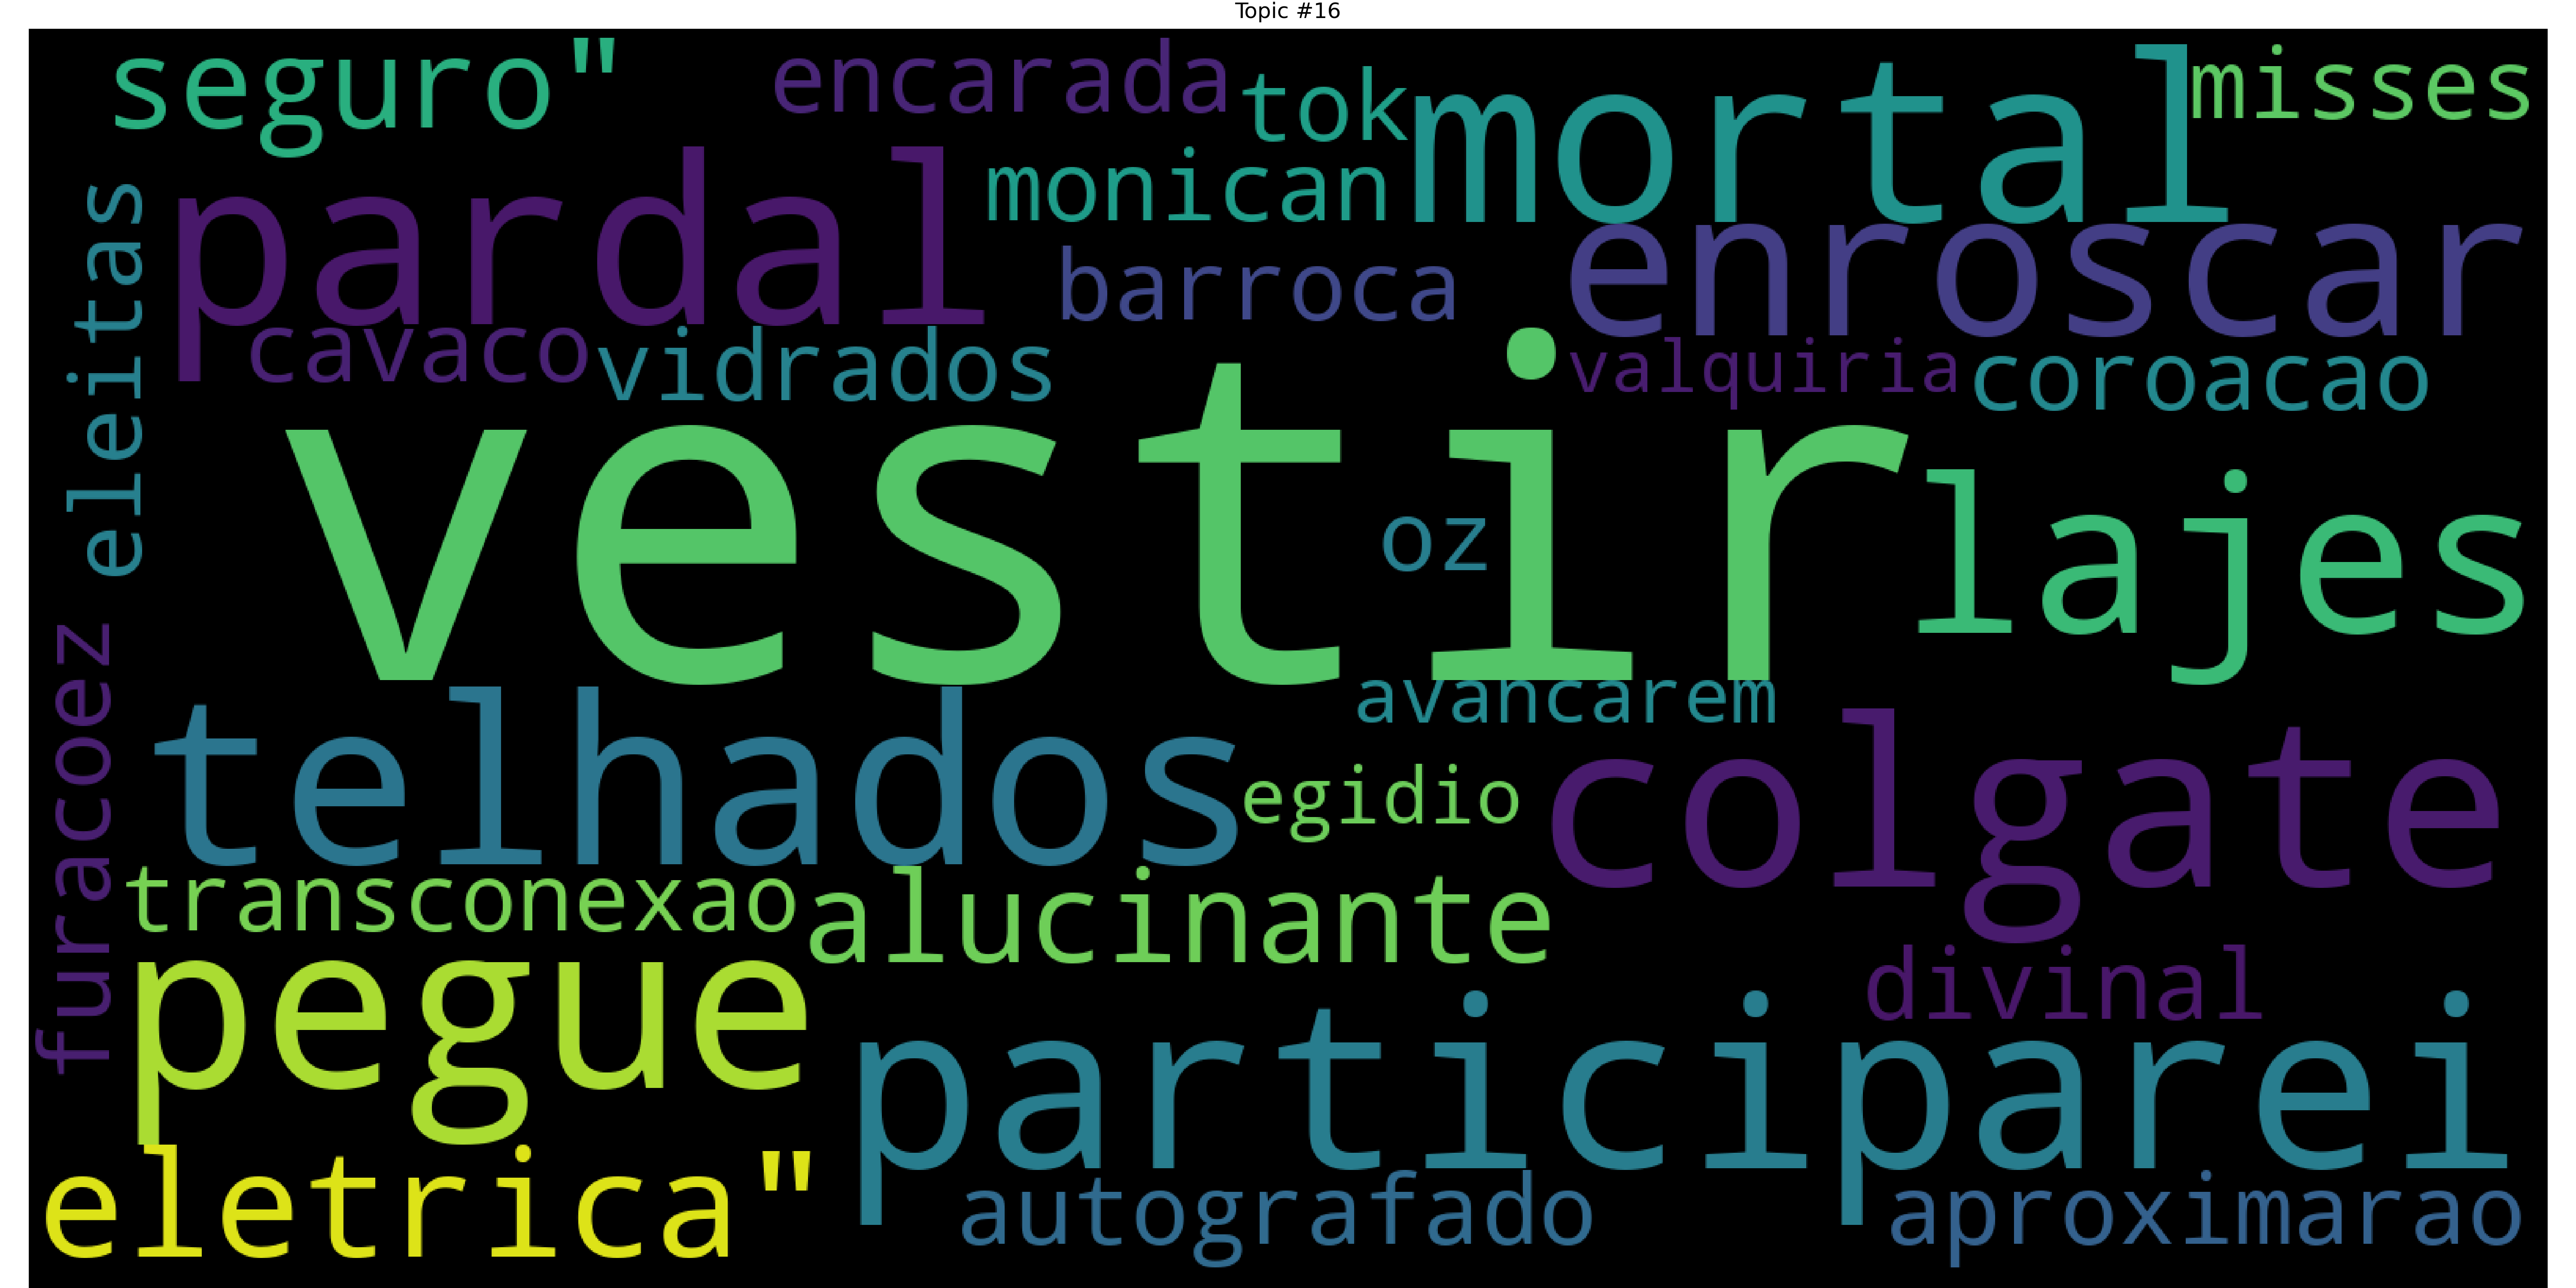 Topic #16
seguro"
encarada
tok
mortal
misses
eleitas
pardal
monican
enroscar
barroca
cavaco
vidrados
valquiria
coroacao
vestir
oz
lajes
furacoez
telhados
avancarem
egidio
colgate
transconexao
alucinante
pegue
divinal
participarei
eletrica"
autografado
aproximarao